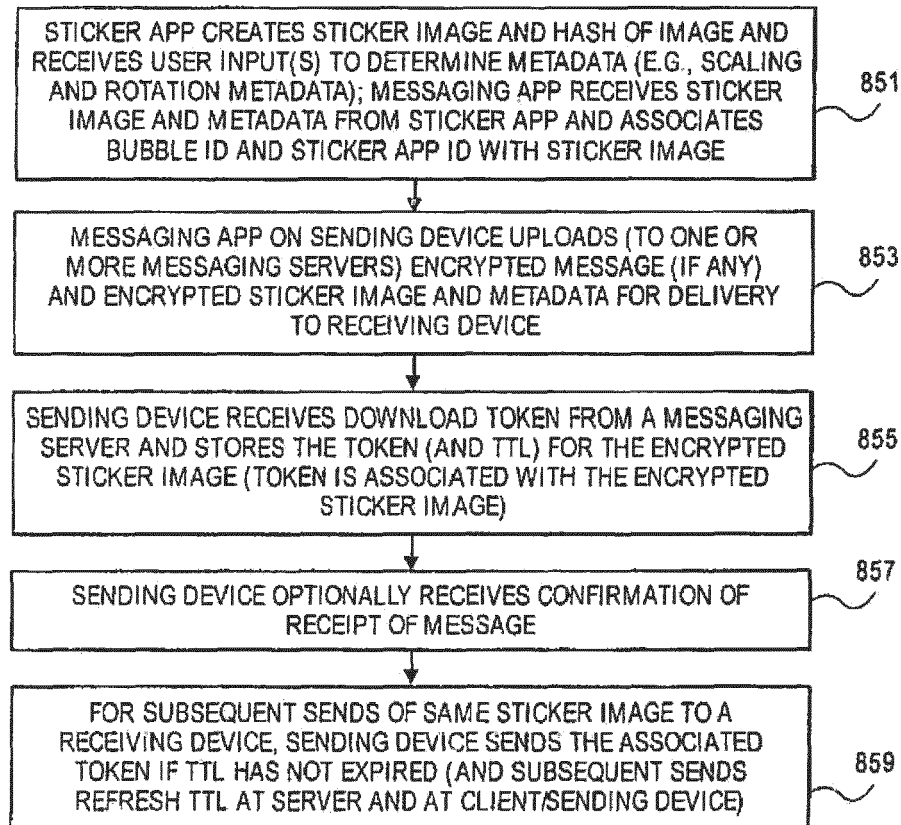 STICKER APP CREATES STICKER IMAGE AND HASH OF IMAGE AND
RECEIVES USER INPUT(S) TO DETERMINE METADATA (E.G., SCALING
AND ROTATION METADATA); MESSAGING APP RECEIVES STICKER
IMAGE AND METADATA FROM STICKER APP AND ASSOCIATES
BUBBLE ID AND STICKER APP ID WITH STICKER IMAGE
851
MESSAGING APP ON SENDING DEVICE UPLOADS (TO ONE OR
MORE MESSAGING SERVERS) ENCRYPTED MESSAGE (IF ANY)
AND ENCRYPTED STICKER IMAGE AND METADATA FOR DELIVERY
TO RECEIVING DEVICE
853
SENDING DEVICE RECEIVES DOWNLOAD TOKEN FROM A MESSAGING
SERVER AND STORES THE TOKEN (AND TTL) FOR THE ENCRYPTED
STICKER IMAGE (TOKEN IS ASSOCIATED WITH THE ENCRYPTED
STICKER IMAGE)
855
SENDING DEVICE OPTIONALLY RECEIVES CONFIRMATION OF
RECEIPT OF MESSAGE
857
FOR SUBSEQUENT SENDS OF SAME STICKER IMAGE TO A
RECEIVING DEVICE, SENDING DEVICE SENDS THE ASSOCIATED
TOKEN IF TTL HAS NOT EXPIRED (AND SUBSEQUENT SENDS
REFRESH TTL AT SERVER AND AT CLIENT/SENDING DEVICE)
859